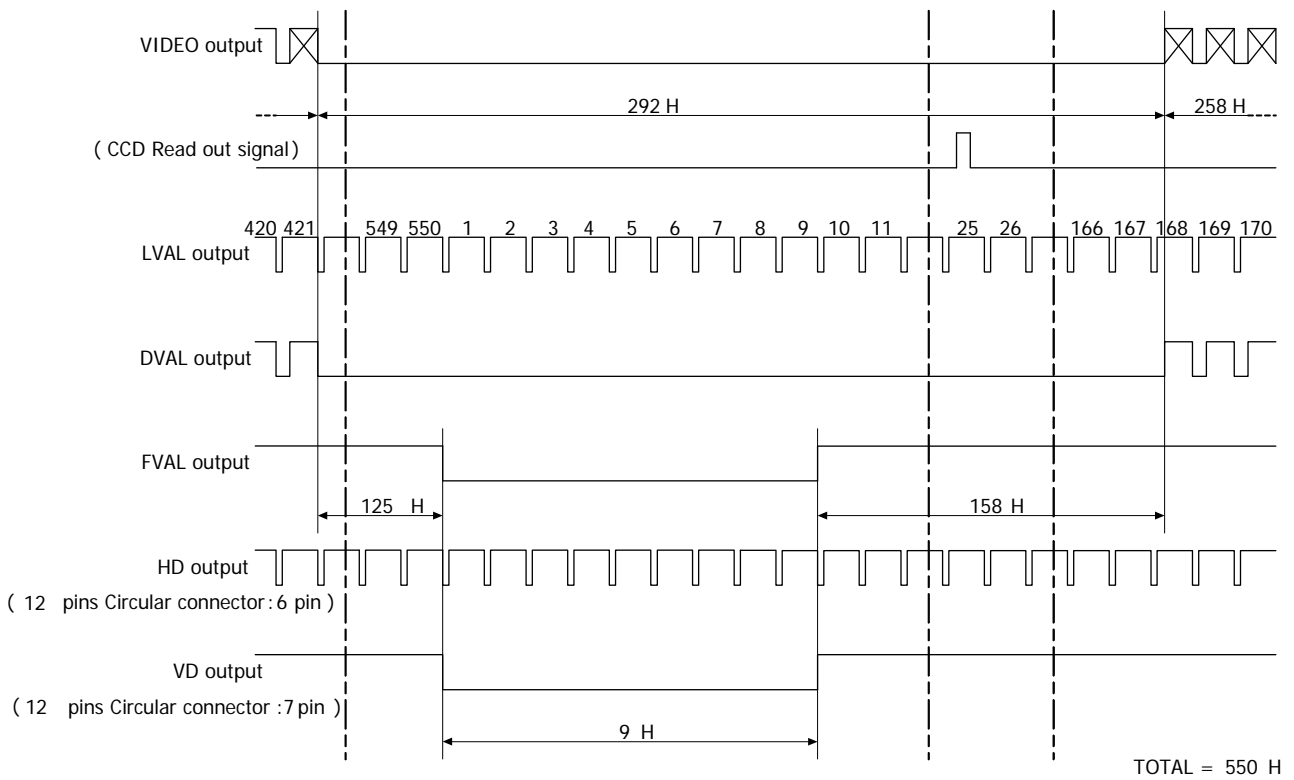 VIDEO output
292 H
258 H
( CCD Read out signal)
420 421 549 550 1 2 3 4 5 6 7 8 9 10 11 25 26 166 167 168 169 170
LVAL output
DVAL output
FVAL output
125 H
158 H
HD output
( 12 pins Circular connector : 6 pin )
VD output
( 12 pins Circular connector : 7 pin )
9 H
TOTAL = 550 H